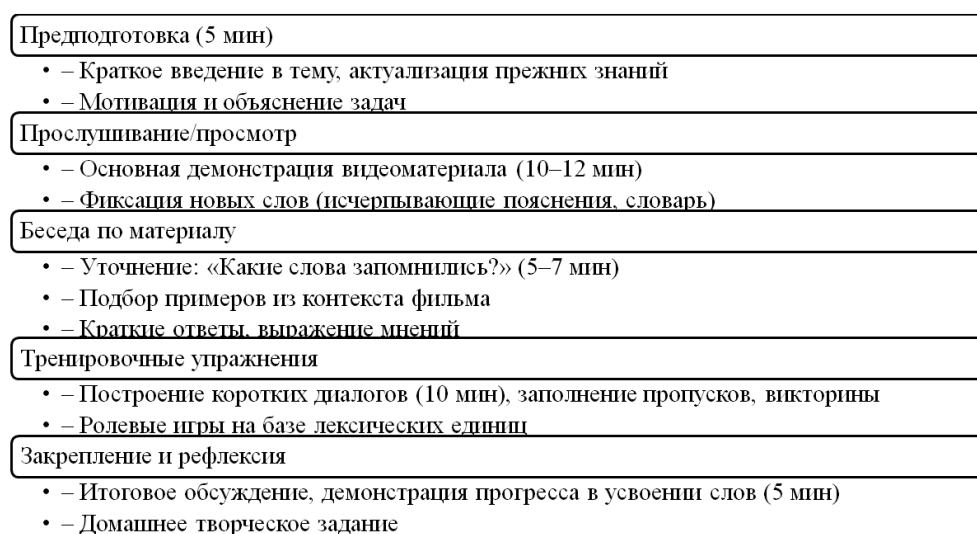 Предподготовка (5 мин)
• – Краткое введение в тему, актуализация прежних знаний
• – Мотивация и объяснение задач
Прослушивание/просмотр
• – Основная демонстрация видеоматериала (10–12 мин)
• – Фиксация новых слов (исчерпывающие пояснения, словарь)
Беседа по материалу
• – Уточнение: «Какие слова запомнились?» (5–7 мин)
• – Подбор примеров из контекста фильма
• – Краткие ответы, выражение мнений
Тренировочные упражнения
• – Построение коротких диалогов (10 мин), заполнение пропусков, викторины
• – Ролевые игры на базе лексических единиц
Закрепление и рефлексия
• – Итоговое обсуждение, демонстрация прогресса в усвоении слов (5 мин)
• – Домашнее творческое задание